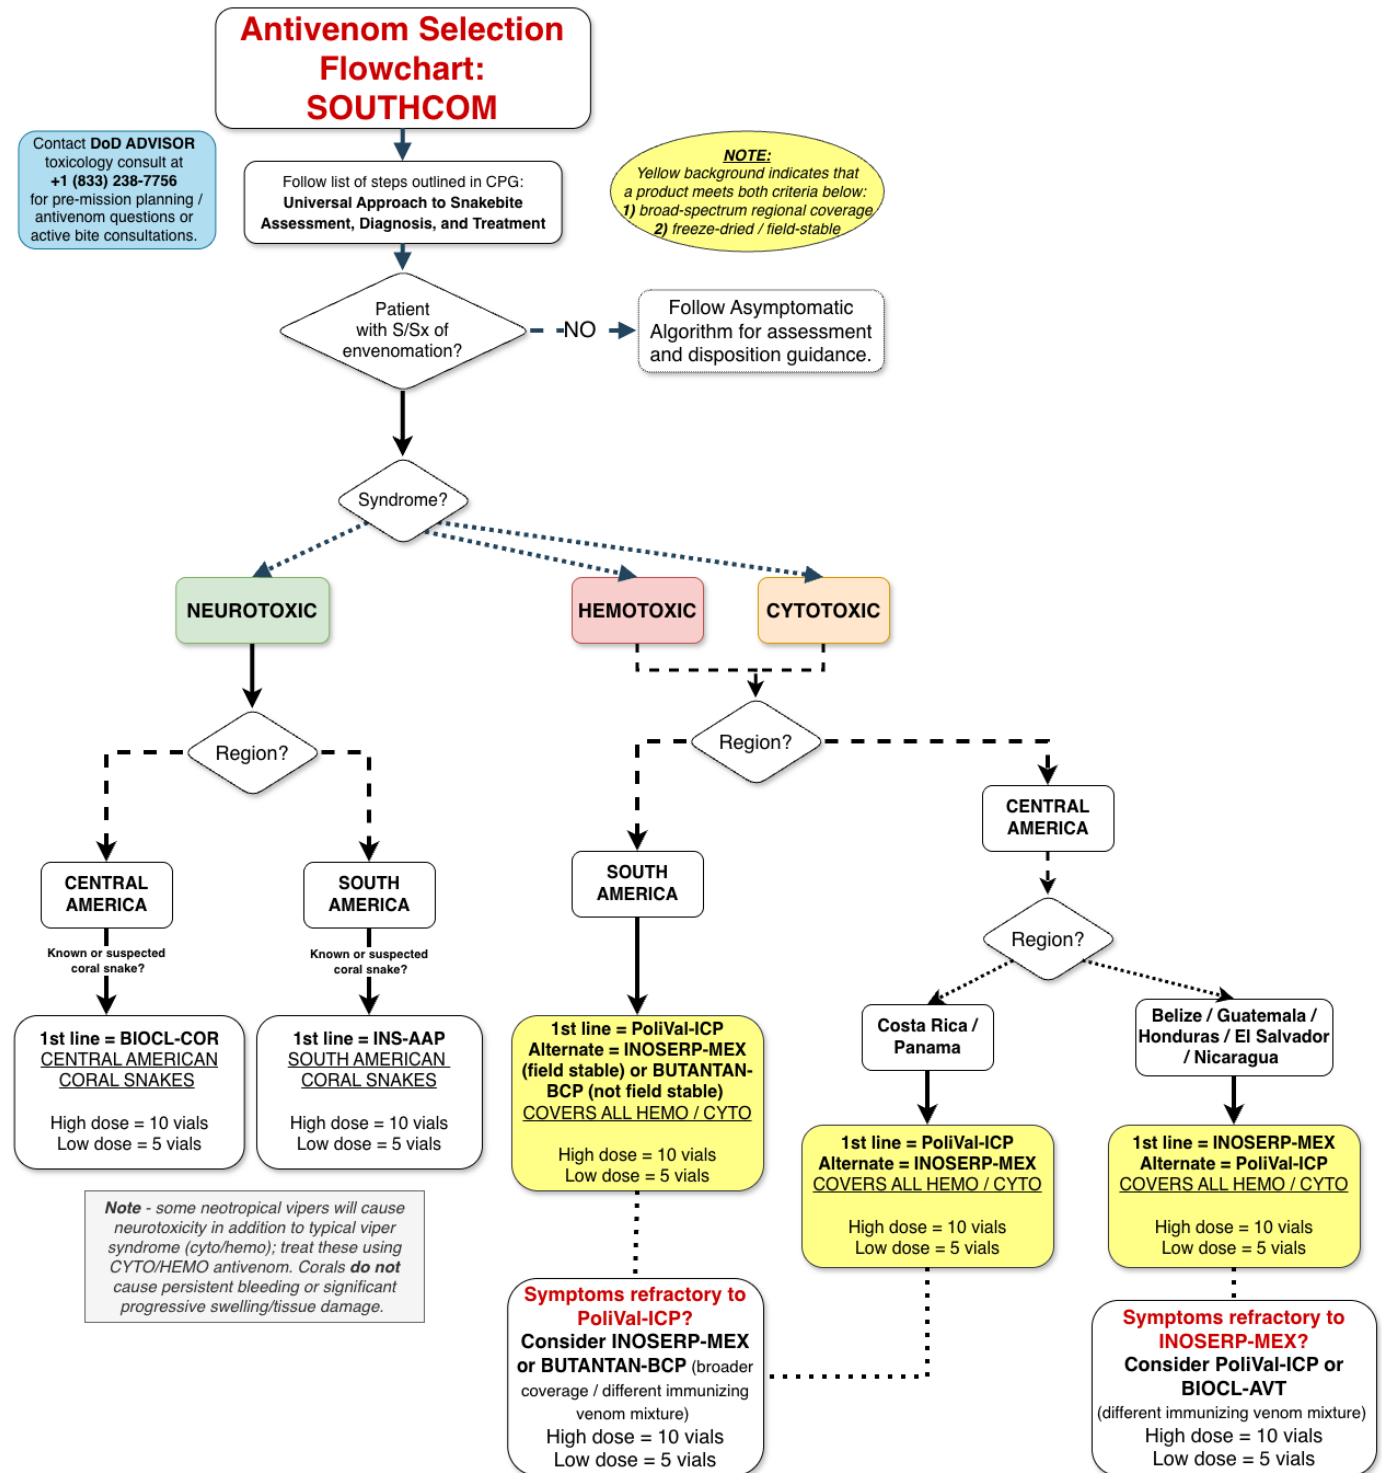 Antivenom Selection
Flowchart:
SOUTHCOM
Contact DoD ADVISOR
toxicology consult at
+1 (833) 238-7756
for pre-mission planning /
antivenom questions or
active bite consultations.
Follow list of steps outlined in CPG:
Universal Approach to Snakebite
Assessment, Diagnosis, and Treatment
NOTE:
Yellow background indicates that
a product meets both criteria below:
1) broad-spectrum regional coverage
2) freeze-dried / field-stable
Patient
with S/Sx of
envenomation?
NO
Follow Asymptomatic
Algorithm for assessment
and disposition guidance.
Syndrome?
NEUROTOXIC
HEMOTOXIC
CYTOTOXIC
Region?
Region?
CENTRAL
AMERICA
SOUTH
AMERICA
SOUTH
AMERICA
CENTRAL
AMERICA
Known or suspected
coral snake?
Known or suspected
coral snake?
Region?
Costa Rica /
Panama
Belize / Guatemala /
Honduras / El Salvador
/ Nicaragua
1st line = BIOCL-COR
CENTRAL AMERICAN
CORAL SNAKES
High dose = 10 vials
Low dose = 5 vials
1st line = INS-AAP
SOUTH AMERICAN
CORAL SNAKES
High dose = 10 vials
Low dose = 5 vials
1st line = PoliVal-ICP
Alternate = INOSERP-MEX
(field stable) or BUTANTAN-
BCP (not field stable)
COVERS ALL HEMO / CYTO
High dose = 10 vials
Low dose = 5 vials
1st line = PoliVal-ICP
Alternate = INOSERP-MEX
COVERS ALL HEMO / CYTO
High dose = 10 vials
Low dose = 5 vials
1st line = INOSERP-MEX
Alternate = PoliVal-ICP
COVERS ALL HEMO / CYTO
High dose = 10 vials
Low dose = 5 vials
Note - some neotropical vipers will cause
neurotoxicity in addition to typical viper
syndrome (cyto/hemo); treat these using
CYTO/HEMO antivenom. Corals do not
cause persistent bleeding or significant
progressive swelling/tissue damage.
Symptoms refractory to
PoliVal-ICP?
Consider INOSERP-MEX
or BUTANTAN-BCP (broader
coverage / different immunizing
venom mixture)
High dose = 10 vials
Low dose = 5 vials
Symptoms refractory to
INOSERP-MEX?
Consider PoliVal-ICP or
BIOCL-AVT
(different immunizing venom mixture)
High dose = 10 vials
Low dose = 5 vials